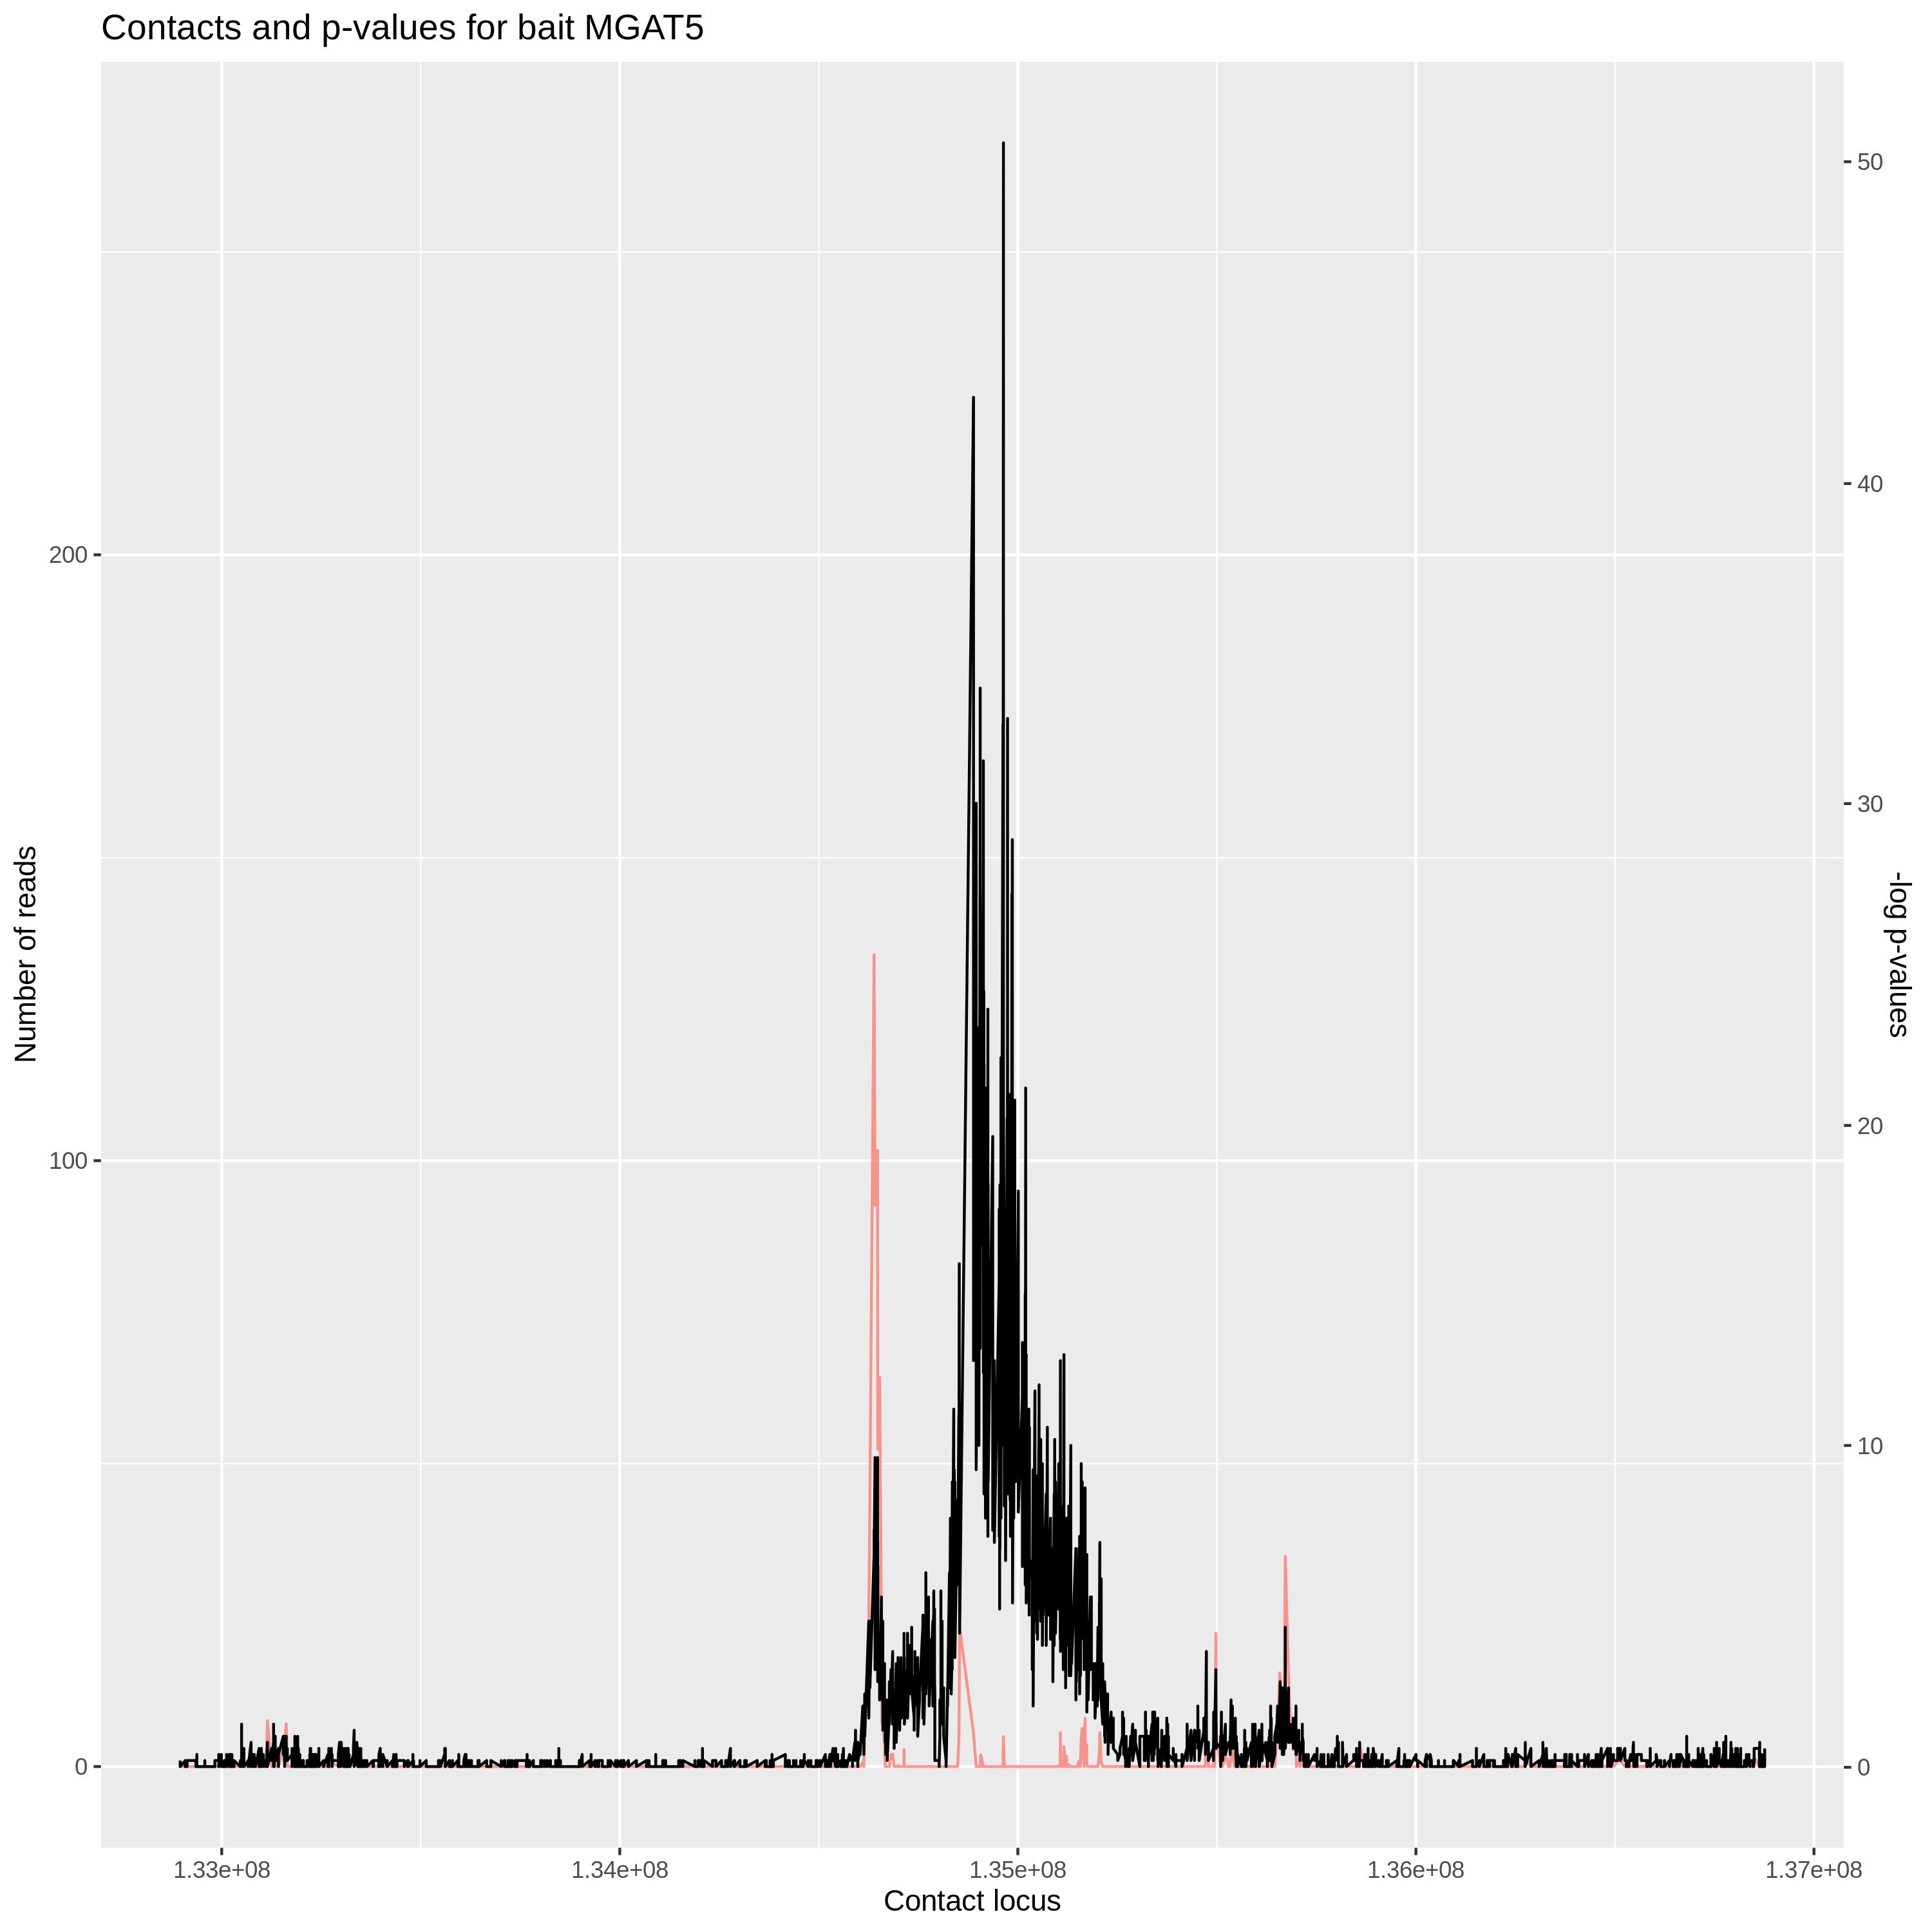 Contacts and p-values for bait MGAT5
Number of reads
200
100
0
50
40
30
20
10
0
-log p-values
1.33e+08
1.34e+08
1.35e+08
1.36e+08
1.37e+08
Contact locus